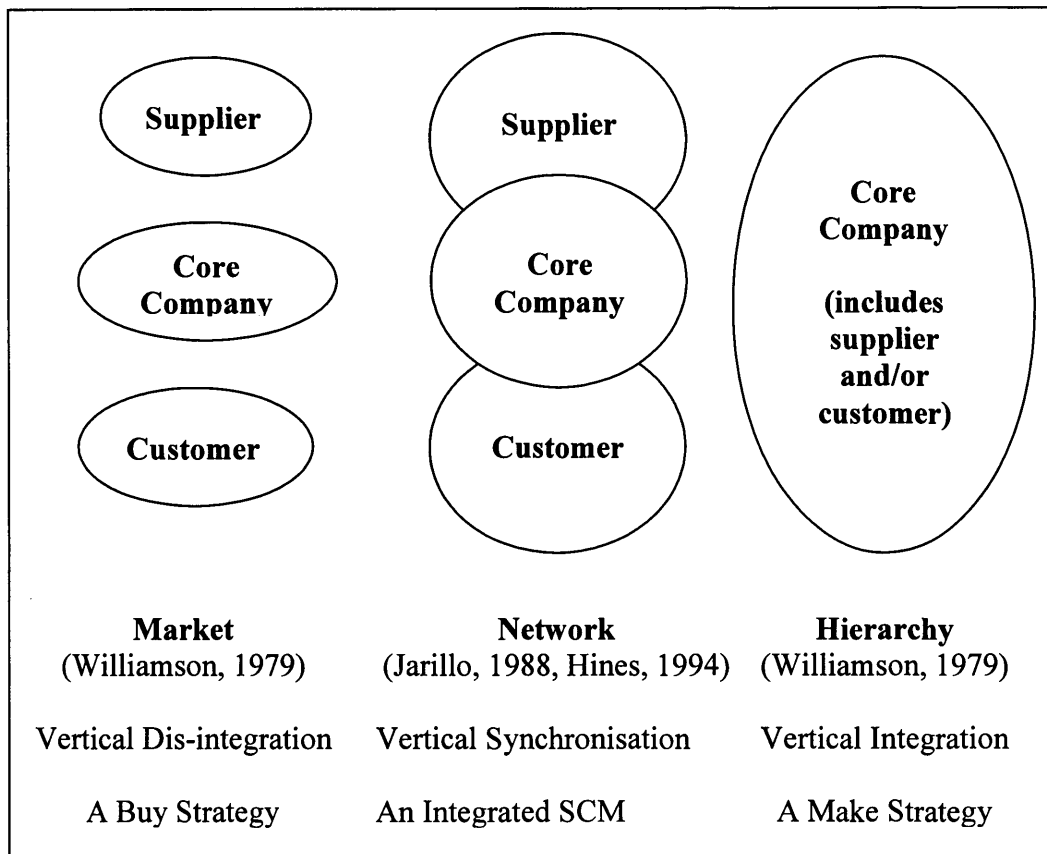 Supplier
Core
Company
Customer
Supplier
Core
Company
Customer
Core
Company
(includes
supplier
and/or
customer)
Market
(Williamson, 1979)
Vertical Dis-integration
A Buy Strategy
Network
(Jarillo, 1988, Hines, 1994)
Vertical Synchronisation
An Integrated SCM
Hierarchy
(Williamson, 1979)
Vertical Integration
A Make Strategy